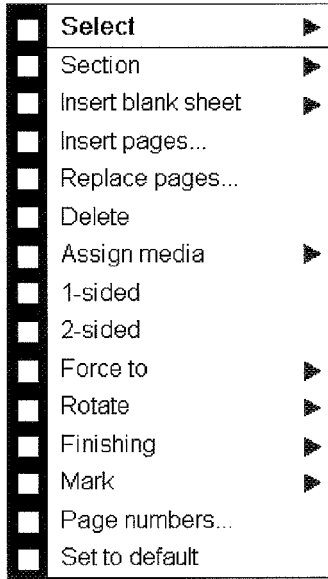 Select
Section
Insert blank sheet
Insert pages...
Replace pages...
Delete
Assign media
1-sided
2-sided
Force to
Rotate
Finishing
Mark
Page numbers...
Set to default